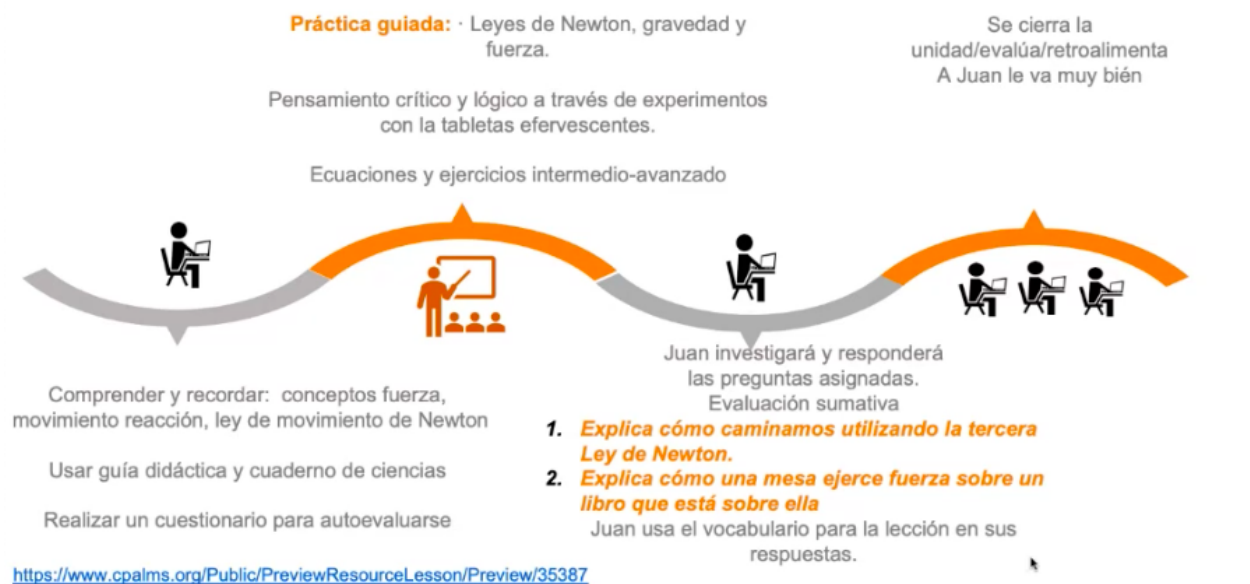 Práctica guiada: · Leyes de Newton, gravedad y
fuerza.
Pensamiento crítico y lógico a través de experimentos
con la tabletas efervescentes.
Ecuaciones y ejercicios intermedio-avanzado
Se cierra la
unidad/evalúa/retroalimenta
A Juan le va muy bién
Comprender y recordar: conceptos fuerza,
movimiento reacción, ley de movimiento de Newton
Usar guía didáctica y cuaderno de ciencias
Realizar un cuestionario para autoevaluarse
https://www.cpalms.org/Public/PreviewResourceLesson/Preview/35387
Juan investigará y responderá
las preguntas asignadas.
Evaluación sumativa
1. Explica cómo caminamos utilizando la tercera
Ley de Newton.
2. Explica cómo una mesa ejerce fuerza sobre un
libro que está sobre ella
Juan usa el vocabulario para la lección en sus
respuestas.